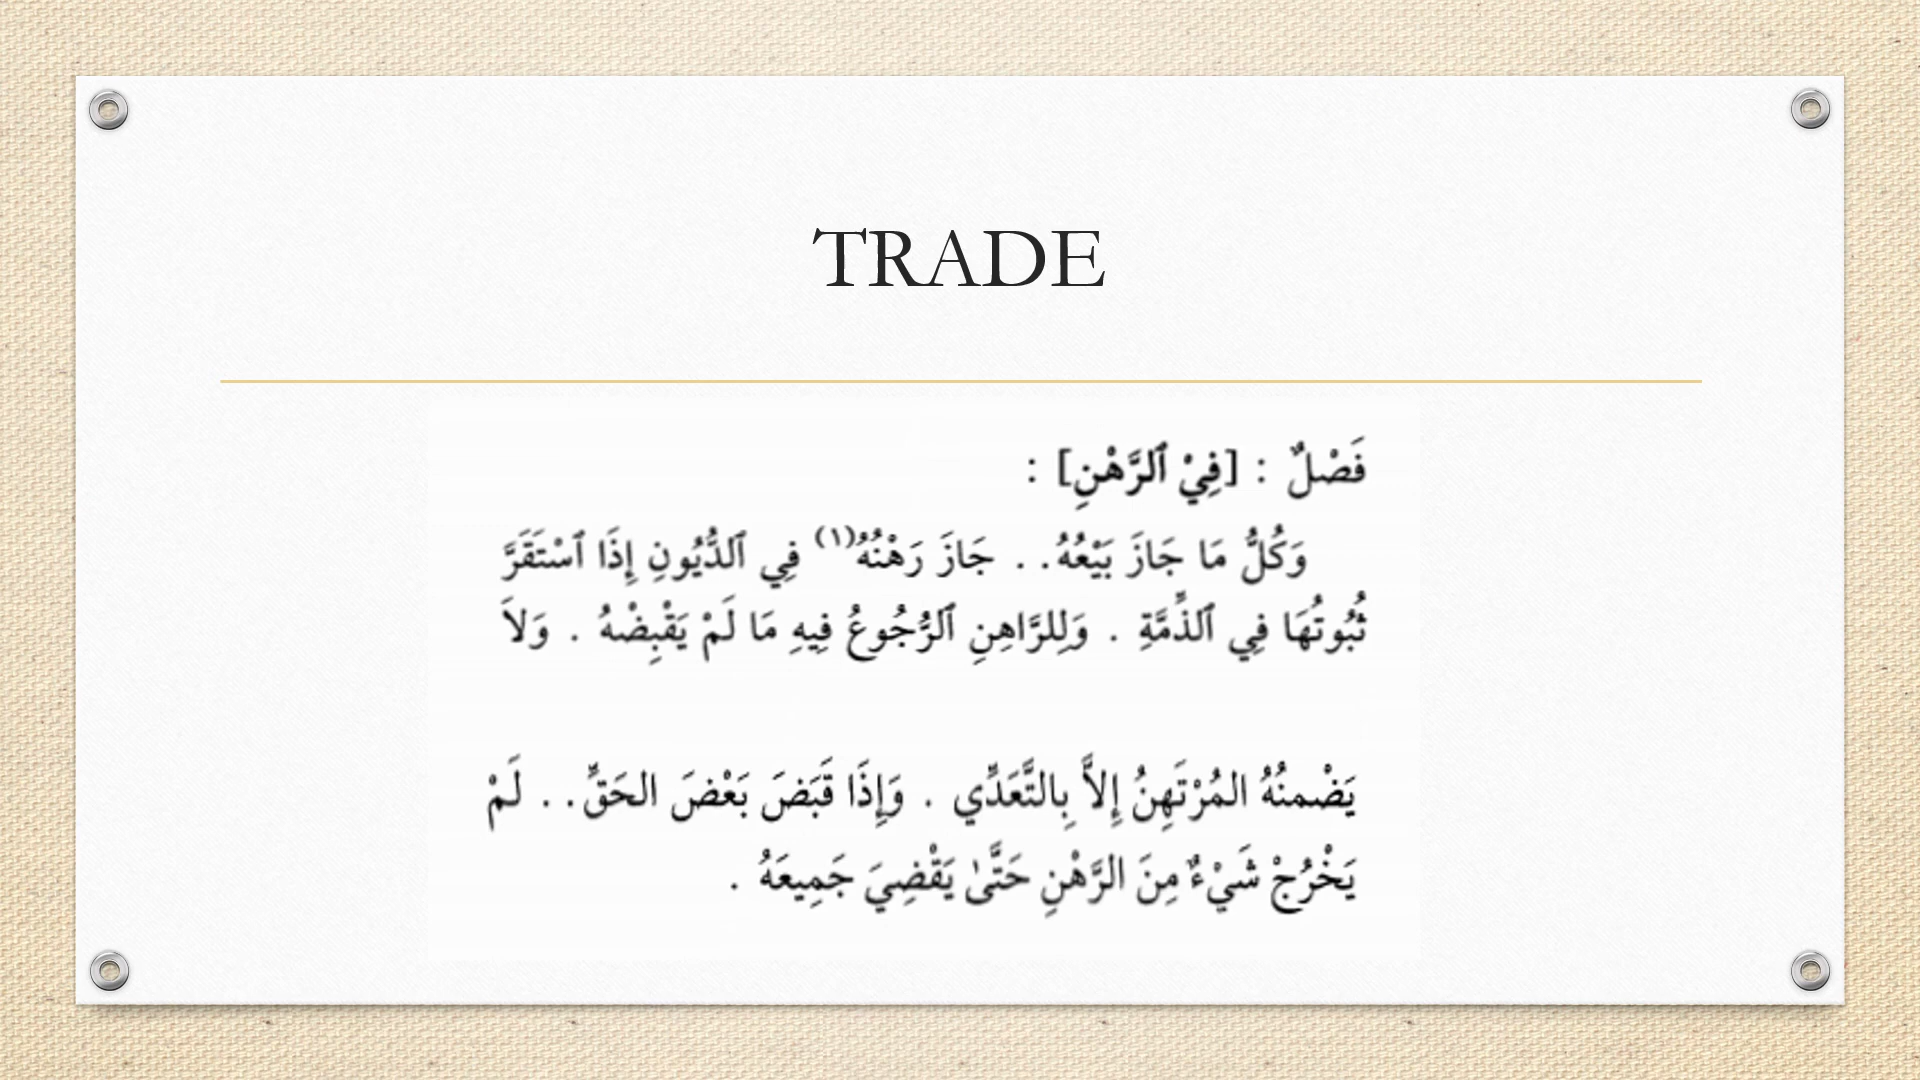 TRADE
فَصْلٌ : [فِيْ ٱلرَّهْنِ] :
وَكُلُّ مَا جَازَ بَيْعُهُ . . جَازَ رَهْنُهُ(١) فِي ٱلدُّيُونِ إِذَا ٱسْتَقَرَّ
ثُبُوتُهَا فِي ٱلذِّمَّةِ . وَلِلرَّاهِنِ ٱلرُّجُوعُ فِيهِ مَا لَمْ يَقْبِضْهُ . وَلاَ
يَضْمنُهُ المُرْتَهِنُ إِلاَّ بِالتَّعَدِّي . وَإِذَا قَبَضَ بَعْضَ الحَقِّ . . لَمْ
يَخْرُجْ شَيْءٌ مِنَ الرَّهْنِ حَتَّىٰ يَقْضِيَ جَمِيعَهُ .